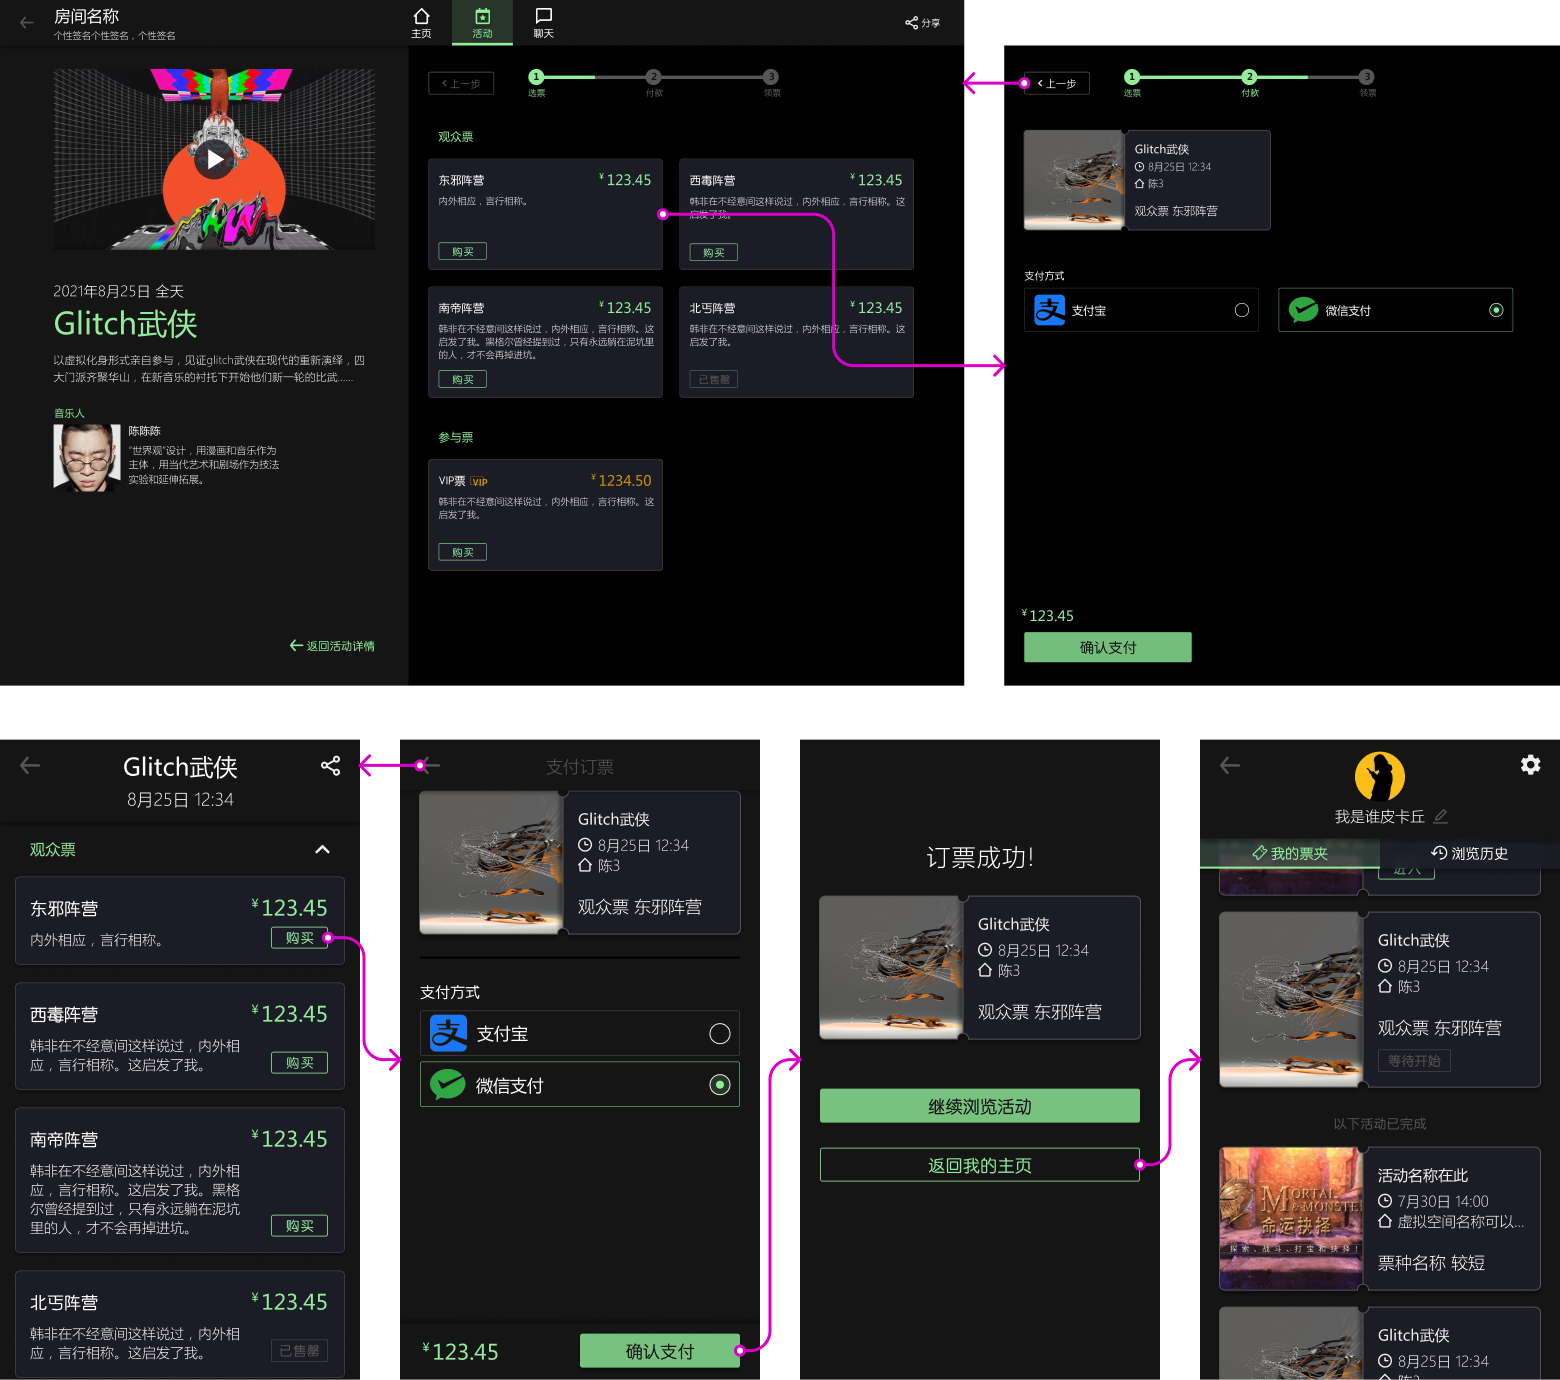 房间名称
个性签名个性签名，个性签名
主页
活动
聊天
分享
2021年8月25日 全天
Glitch武侠
以虚拟化身形式亲自参与，见证glitch武侠在现代的重新演绎，四
大门派齐聚华山，在新音乐的衬托下开始他们新一轮的比武......
音乐人
陈陈陈
“世界观”设计，用漫画和音乐作为
主体，用当代艺术和剧场作为技法
实验和延伸拓展。
返回活动详情
上一步
1
2
3
选票
付款
领票
观众票
东邪阵营
¥123.45
内外相应，言行相称。
购买
西毒阵营
¥123.45
韩非在不经意间这样说过，内外相应，言行相称。这
启发了我。
购买
南帝阵营
¥123.45
韩非在不经意间这样说过，内外相应，言行相称。这
启发了我。黑格尔曾经提到过，只有永远躺在泥坑里
的人，才不会再掉进坑。
购买
北丐阵营
¥123.45
韩非在不经意间这样说过，内外相应，言行相称。这
启发了我。
已售罄
参与票
VIP票 VIP
¥1234.50
韩非在不经意间这样说过，内外相应，言行相称。这
启发了我。
购买
上一步
1
2
3
选票
付款
领票
Glitch武侠
8月25日 12:34
陈3
观众票 东邪阵营
支付方式
支 支付宝
微信支付
¥123.45
确认支付
Glitch武侠
8月25日 12:34
观众票
东邪阵营
¥123.45
内外相应，言行相称。
购买
西毒阵营
¥123.45
韩非在不经意间这样说过，内外相
应，言行相称。这启发了我。
购买
南帝阵营
¥123.45
韩非在不经意间这样说过，内外相
应，言行相称。这启发了我。黑格
尔曾经提到过，只有永远躺在泥坑
里的人，才不会再掉进坑。
购买
北丐阵营
¥123.45
韩非在不经意间这样说过，内外相
应，言行相称。这启发了我。
已售罄
支付订票
Glitch武侠
8月25日 12:34
陈3
观众票 东邪阵营
支付方式
支 支付宝
微信支付
¥123.45
确认支付
订票成功！
Glitch武侠
8月25日 12:34
陈3
观众票 东邪阵营
继续浏览活动
返回我的主页
我是谁皮卡丘
我的票夹
浏览历史
进入
Glitch武侠
8月25日 12:34
陈3
观众票 东邪阵营
等待开始
以下活动已完成
MORTAL
&MONSTE
命运抉择
探索、战斗、打宝和抉择！
活动名称在此
7月30日 14:00
虚拟空间名称可以...
票种名称 较短
Glitch武侠
8月25日 12:34
陈3